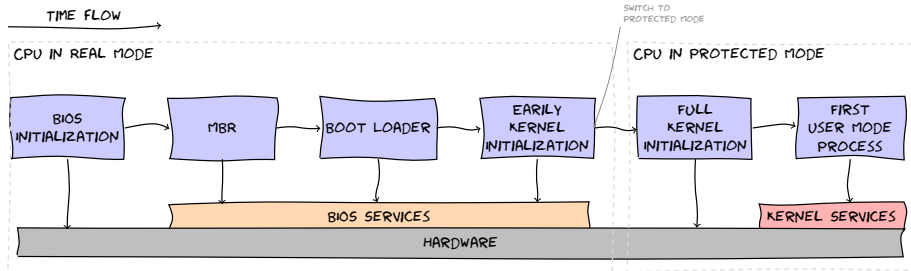 TIME FLOW
SWITCH TO
PROTECTED MODE
CPU IN REAL MODE
CPU IN PROTECTED MODE
BIOS
INITIALIZATION
MBR
BOOT LOADER
EARILY
KERNEL
INITIALIZATION
FULL
KERNEL
INITIALIZATION
FIRST
USER MODE
PROCESS
BIOS SERVICES
KERNEL SERVICES
HARDWARE